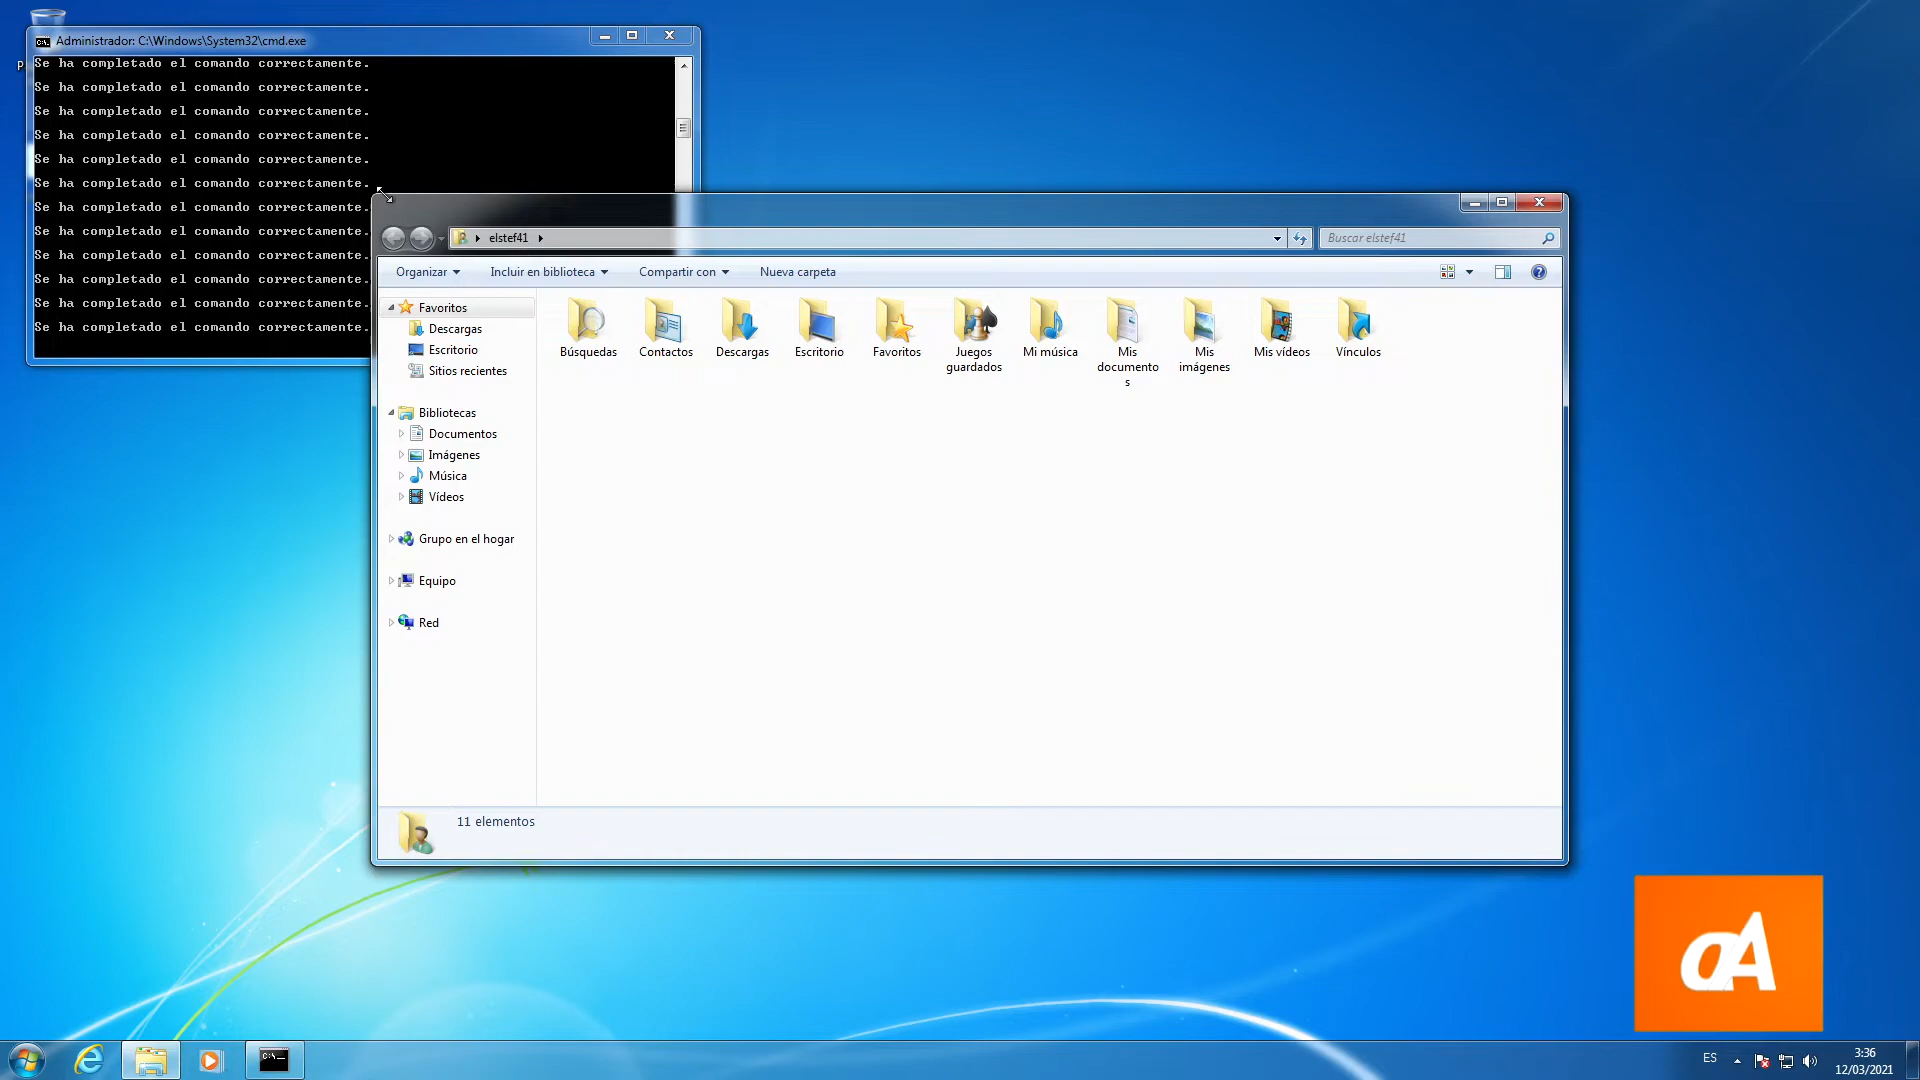 Administrador: C:\Windows\System32\cmd.exe
Se ha completado el comando correctamente.
Se ha completado el comando correctamente.
Se ha completado el comando correctamente.
Se ha completado el comando correctamente.
Se ha completado el comando correctamente.
Se ha completado el comando correctamente.
Se ha completado el comando correctamente.
Se ha completado el comando correctamente.
Se ha completado el comando correctamente.
Se ha completado el comando correctamente.
Se ha completado el comando correctamente.
Se ha completado el comando correctamente.
elstef41
Buscar elstef41
Organizar
Incluir en biblioteca
Compartir con
Nueva carpeta
Favoritos
Descargas
Escritorio
Sitios recientes
Bibliotecas
Documentos
Imágenes
Música
Vídeos
Grupo en el hogar
Equipo
Red
Búsquedas
Contactos
Descargas
Escritorio
Favoritos
Juegos
guardados
Mi música
Mis
documento
s
Mis
imágenes
Mis vídeos
Vínculos
11 elementos
ES
3:36
12/03/2021